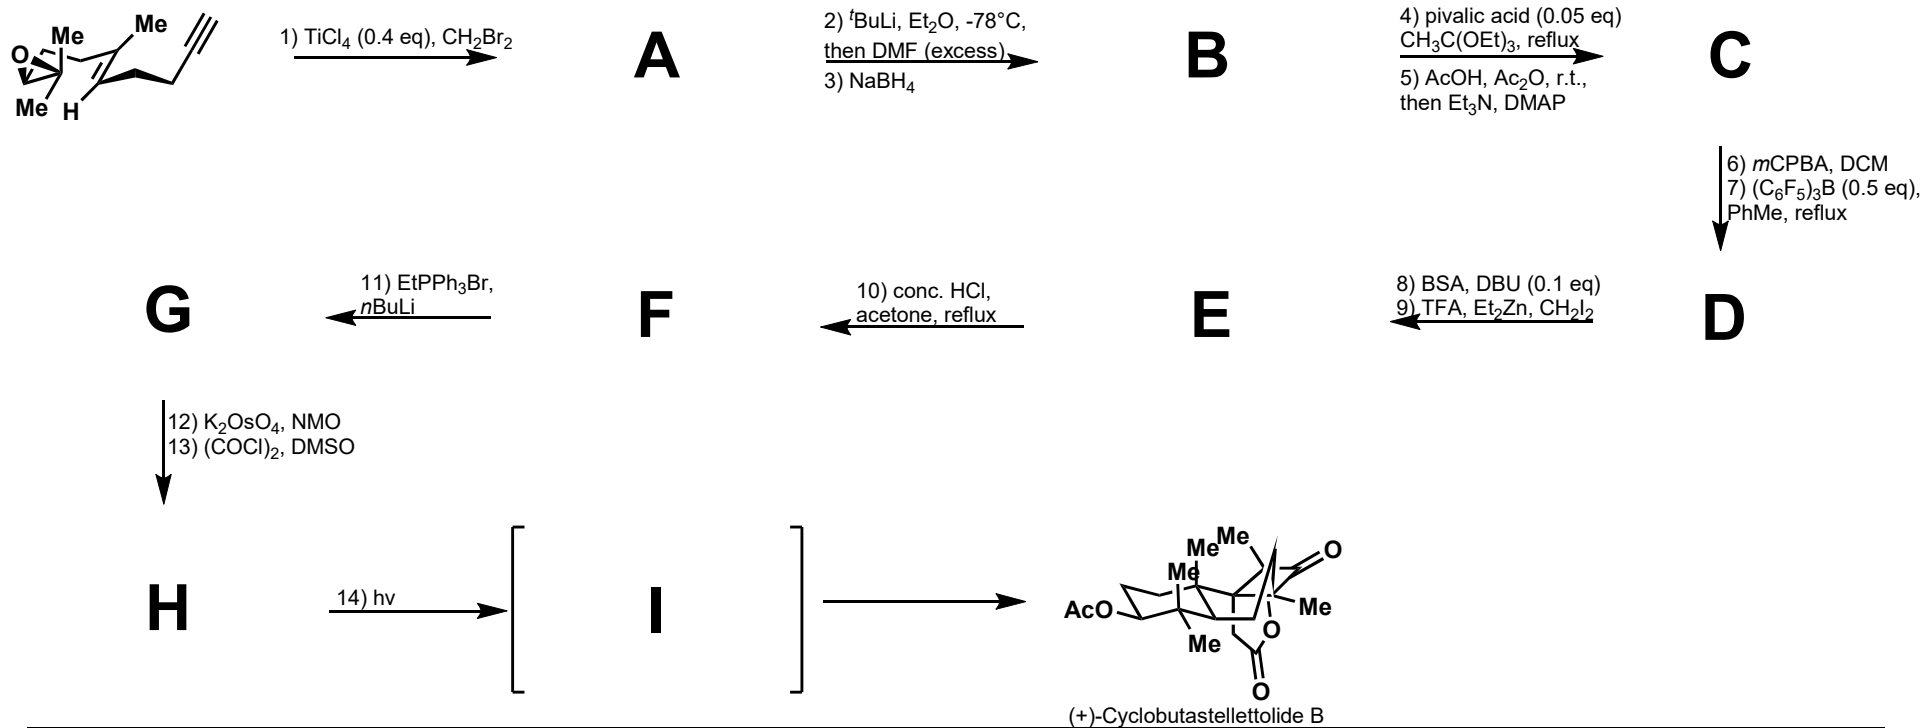 Me
O
Me
Me
H
1) TiCl₄ (0.4 eq), CH₂Br₂
A
2) ᵗBuLi, Et₂O, -78°C,
then DMF (excess)
3) NaBH₄
B
4) pivalic acid (0.05 eq)
CH₃C(OEt)₃, reflux
5) AcOH, Ac₂O, r.t.,
then Et₃N, DMAP
C
6) mCPBA, DCM
7) (C₆F₅)₃B (0.5 eq),
PhMe, reflux
G
11) EtPPh₃Br,
nBuLi
F
10) conc. HCl,
acetone, reflux
E
8) BSA, DBU (0.1 eq)
9) TFA, Et₂Zn, CH₂I₂
D
12) K₂OsO₄, NMO
13) (COCl)₂, DMSO
H
14) hv
I
Me
Me
Me
O
AcO
Me
Me
O
O
(+)-Cyclobutastellettolide B